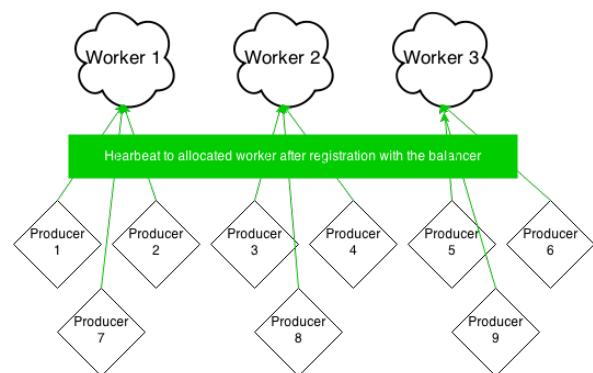 Worker 1
Worker 2
Worker 3
Hearbeat to allocated worker after registration with the balancer
Producer
1
Producer
2
Producer
3
Producer
4
Producer
5
Producer
6
Producer
7
Producer
8
Producer
9